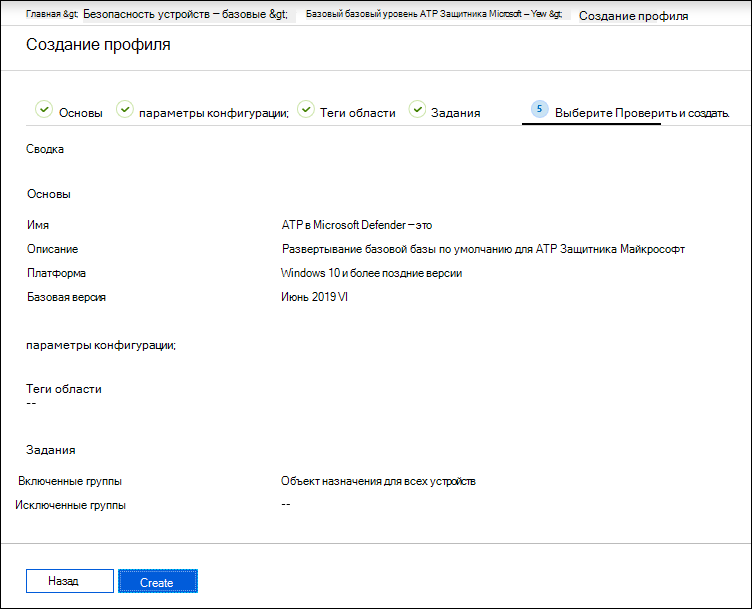 Главная &gt; Безопасность устройств – базовые &gt; Базовый базовый уровень ATP Защитника Microsoft – Yew &gt; Создание профиля
Создание профиля
Основы параметры конфигурации; Теги области Задания 5 Выберите Проверить и создать.
Сводка
Основы
Имя ATP в Microsoft Defender – это
Описание Развертывание базовой базы по умолчанию для ATP Защитника Майкрософт
Платформа Windows 10 и более поздние версии
Базовая версия Июнь 2019 VI
параметры конфигурации;
Теги области
--
Задания
Включенные группы Объект назначения для всех устройств
Исключенные группы --
Назад Create